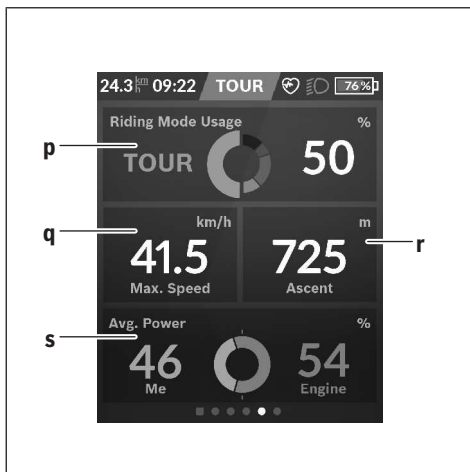 24.3 km/h 09:22 TOUR 76%
Riding Mode Usage %
p
TOUR 50
q
km/h
41.5
Max. Speed
m
725
Ascent
r
Avg. Power %
s
46 54
Me Engine